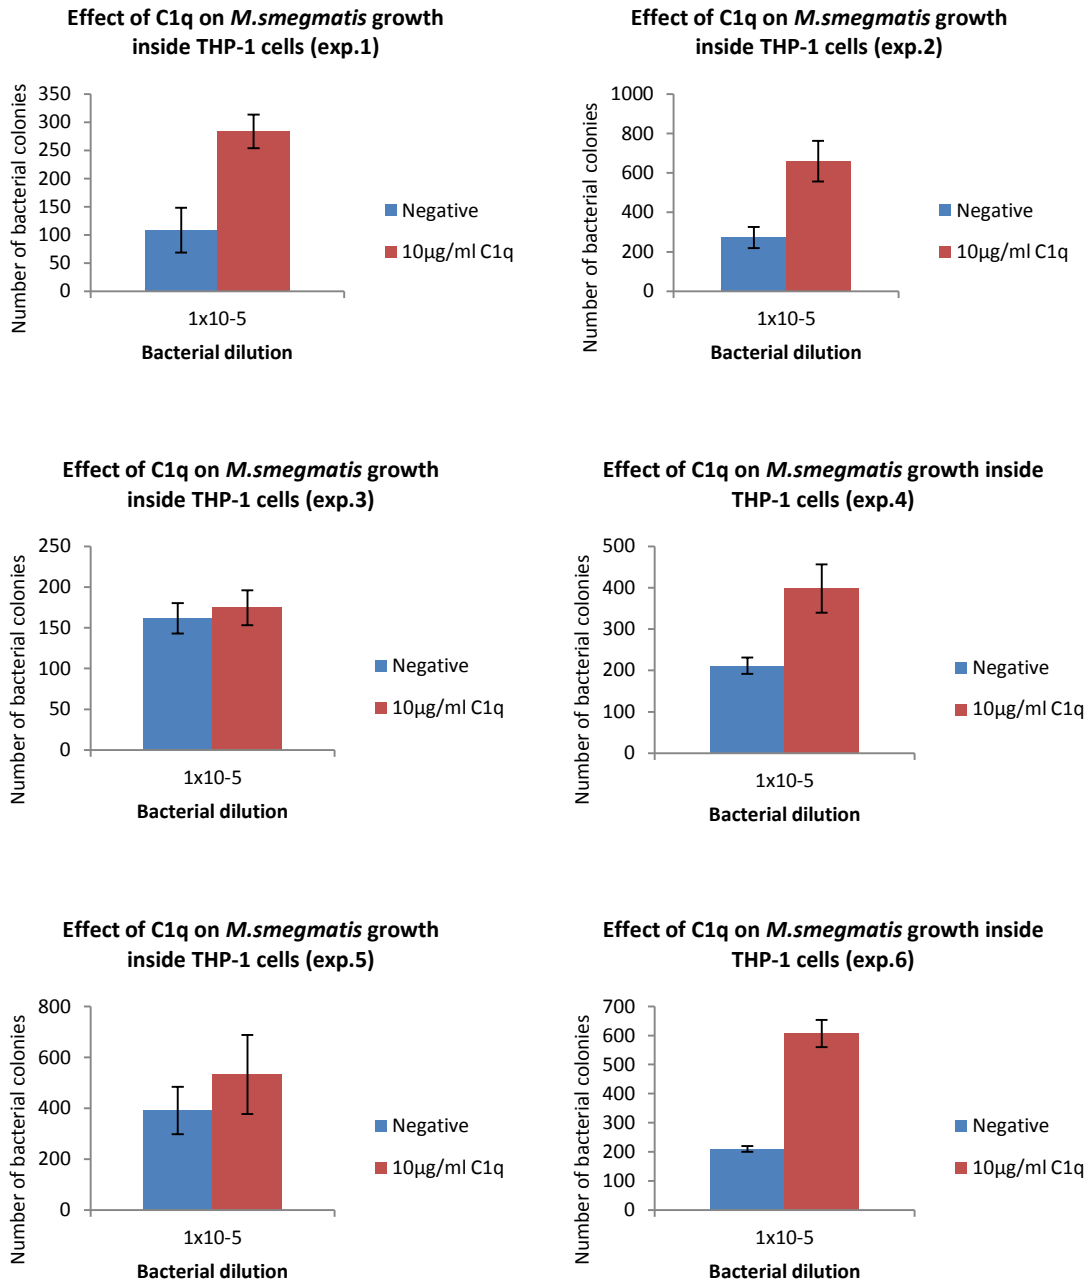 Effect of C1q on M.smegmatis growth
inside THP-1 cells (exp.1)
Number of bacterial colonies
350
300
250
200
150
100
50
0
1x10-5
Bacterial dilution
Negative
10µg/ml C1q
Effect of C1q on M.smegmatis growth
inside THP-1 cells (exp.2)
Number of bacterial colonies
1000
800
600
400
200
0
1x10-5
Bacterial dilution
Negative
10µg/ml C1q
Effect of C1q on M.smegmatis growth
inside THP-1 cells (exp.3)
Number of bacterial colonies
250
200
150
100
50
0
1x10-5
Bacterial dilution
Negative
10µg/ml C1q
Effect of C1q on M.smegmatis growth inside
THP-1 cells (exp.4)
Number of bacterial colonies
500
400
300
200
100
0
1x10-5
Bacterial dilution
Negative
10µg/ml C1q
Effect of C1q on M.smegmatis growth
inside THP-1 cells (exp.5)
Number of bacterial colonies
800
600
400
200
0
1x10-5
Bacterial dilution
Negative
10µg/ml C1q
Effect of C1q on M.smegmatis growth inside
THP-1 cells (exp.6)
Number of bacterial colonies
700
600
500
400
300
200
100
0
1x10-5
Bacterial dilution
Negative
10µg/ml C1q